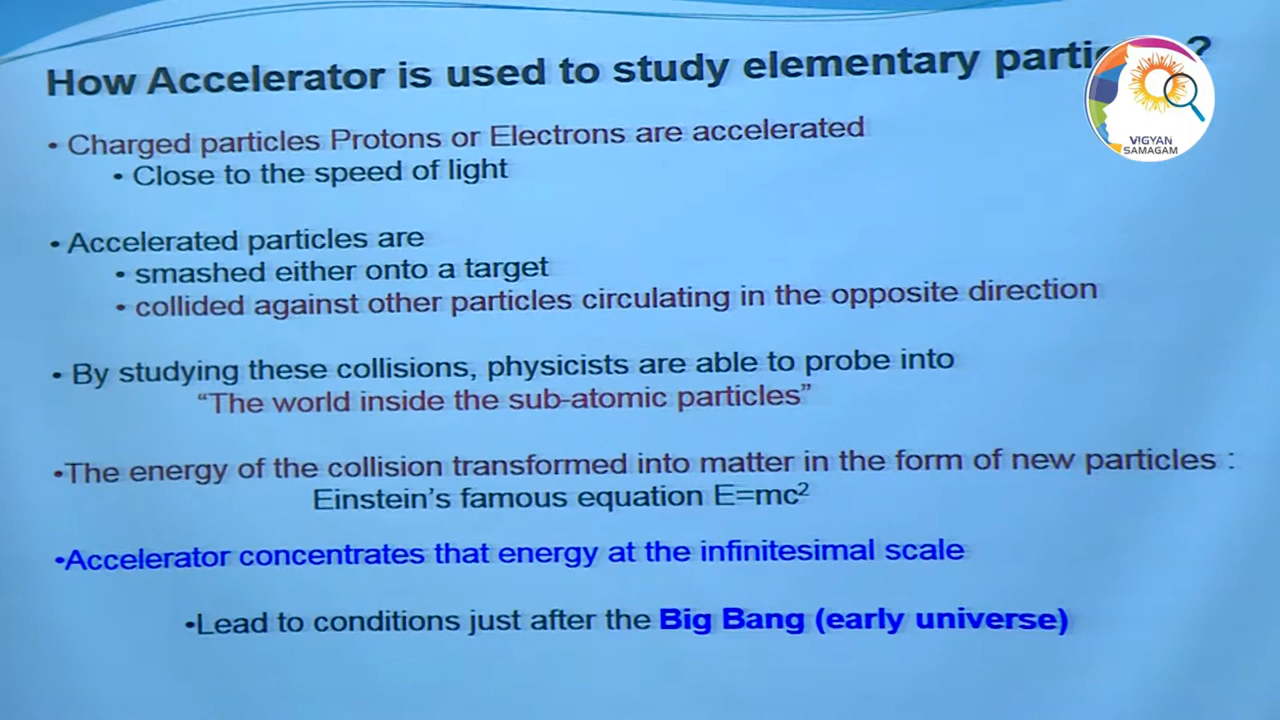 How Accelerator is used to study elementary ?
• Charged particles Protons or Electrons are accelerated
• Close to the speed of light
• Accelerated particles are
• smashed either onto a target
• collided against other particles circulating in the opposite direction
• By studying these collisions, physicists are able to probe into
“The world inside the sub-atomic particles”
•The energy of the collision transformed into matter in the form of new particles :
Einstein’s famous equation E=mc²
•Accelerator concentrates that energy at the infinitesimal scale
•Lead to conditions just after the Big Bang (early universe)
VIGYAN
SAMAGAM